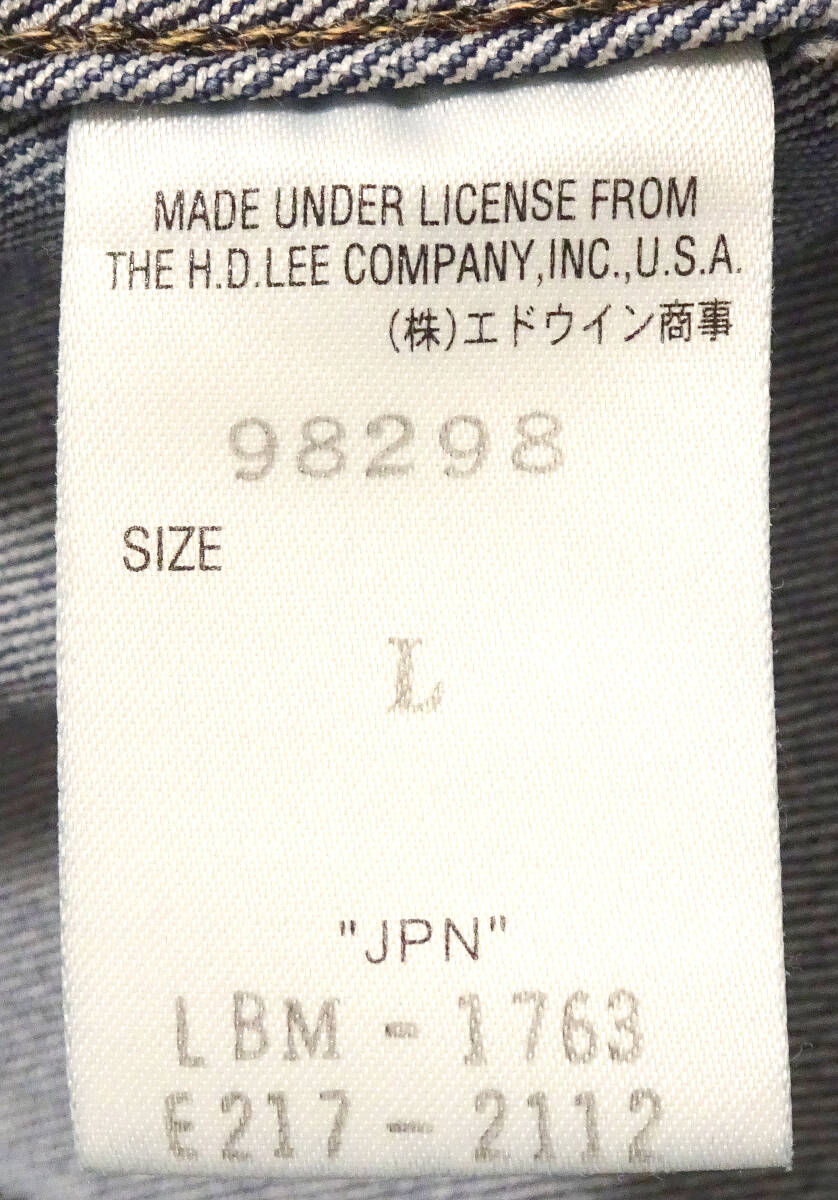 MADE UNDER LICENSE FROM
THE H.D.LEE COMPANY,INC.,U.S.A.
(株)エドウイン商事
98298
SIZE
L
"JPN"
LBM - 1763
E217 - 2112